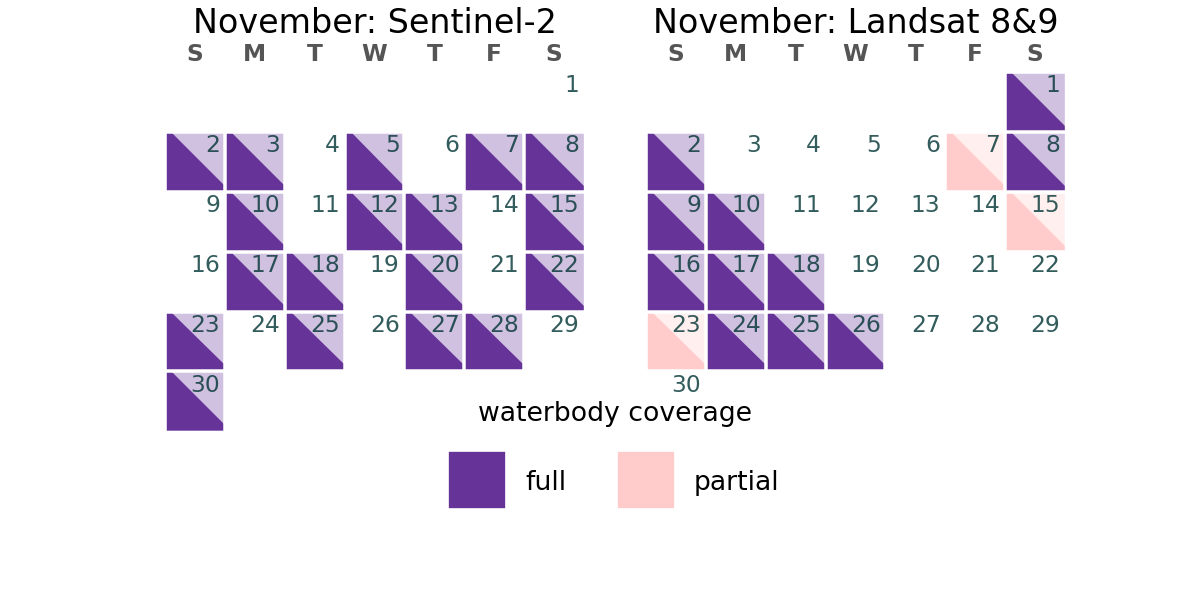 November: Sentinel-2
S M T W T F S
1
2 3 4 5 6 7 8
9 10 11 12 13 14 15
16 17 18 19 20 21 22
23 24 25 26 27 28 29
30
November: Landsat 8&9
S M T W T F S
1
2 3 4 5 6 7 8
9 10 11 12 13 14 15
16 17 18 19 20 21 22
23 24 25 26 27 28 29
30
waterbody coverage
full partial